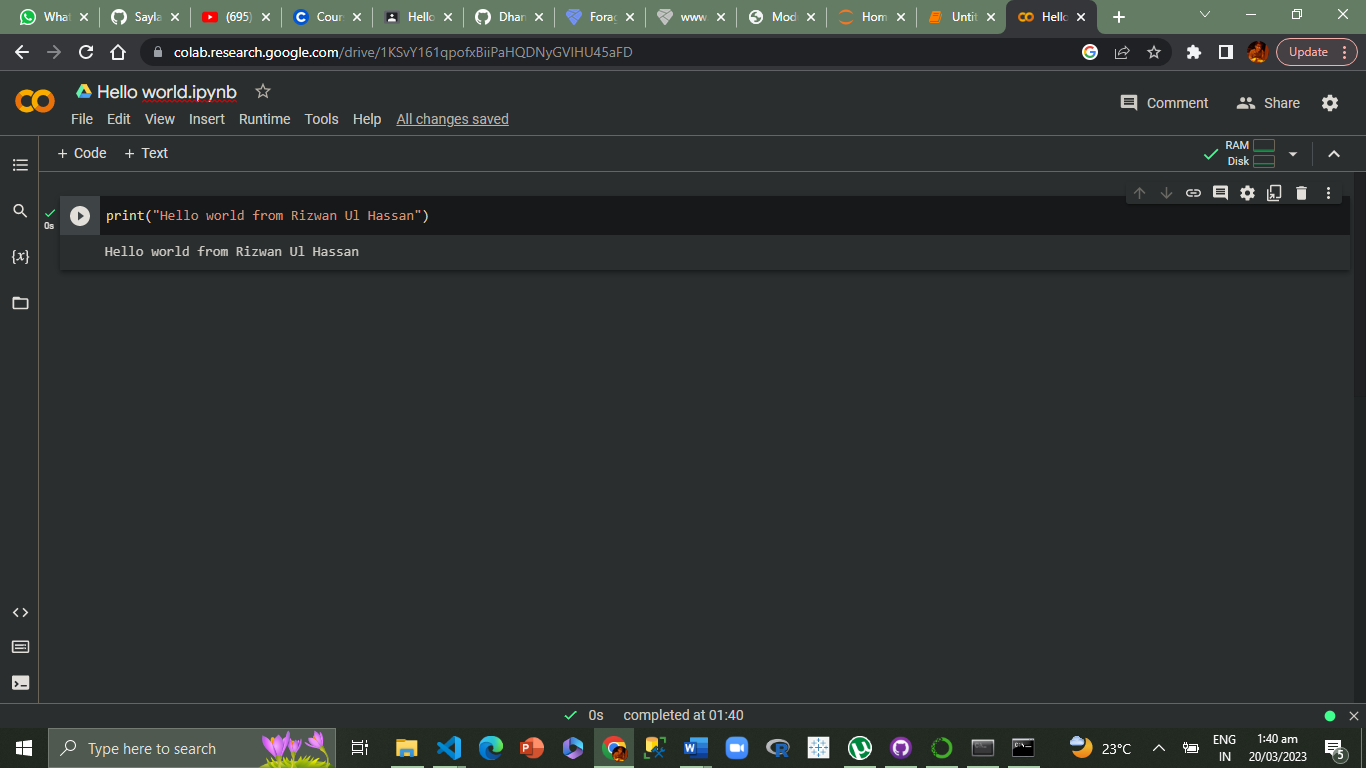 What Sayla (695) Cour Hello Dhar Forag www Mod Hom Untit Hello
colab.research.google.com/drive/1KSvY161qpofxBiiPaHQDNyGVIHU45aFD Update
Hello world.ipynb
Comment Share
File Edit View Insert Runtime Tools Help All changes saved
+ Code + Text RAM
Disk
print("Hello world from Rizwan Ul Hassan")
0s
Hello world from Rizwan Ul Hassan
{x}
0s completed at 01:40
Type here to search 23°C ENG 1:40 am
IN 20/03/2023 5